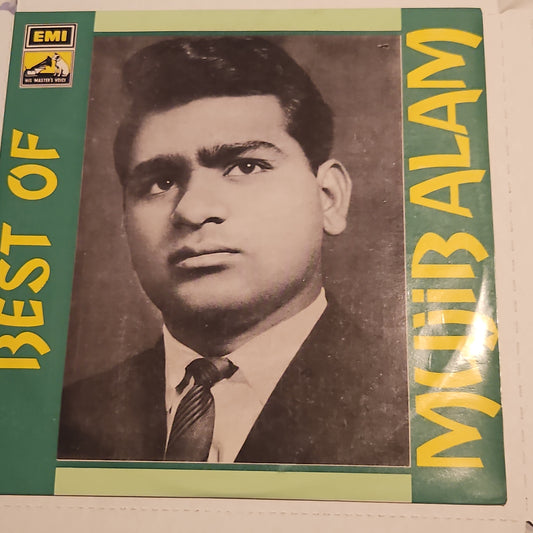 EMI
HIS MASTER'S VOICE
BEST OF
MUJIB ALAM